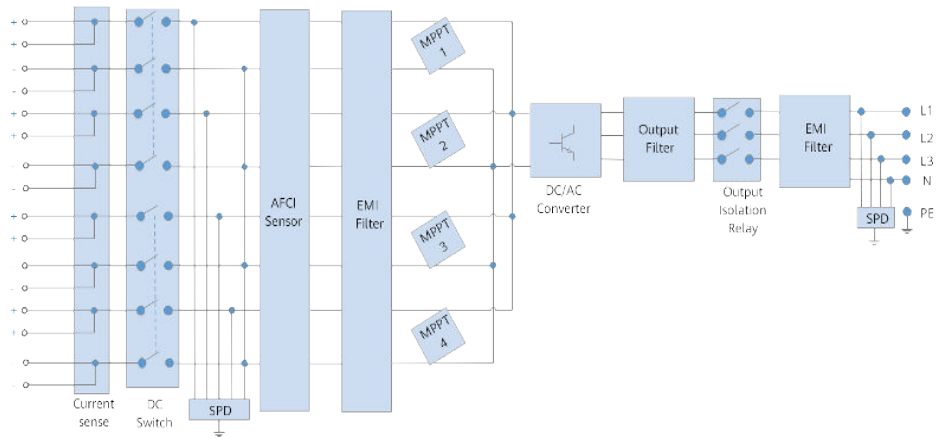 +
+
-
-
+
+
-
-
+
+
-
-
+
+
-
-
Current
sense
DC
Switch
SPD
AFCI
Sensor
EMI
Filter
MPPT
1
MPPT
2
MPPT
3
MPPT
4
DC/AC
Converter
Output
Filter
Output
Isolation
Relay
EMI
Filter
L1
L2
L3
N
SPD
PE